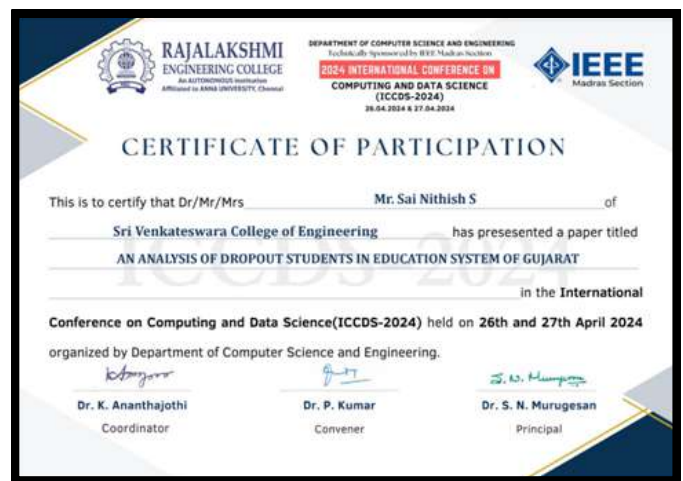 RAJALAKSHMI
ENGINEERING COLLEGE
An AUTONOMOUS Institution
Affiliated to ANNA UNIVERSITY, Chennai
DEPARTMENT OF COMPUTER SCIENCE AND ENGINEERING
Technically Sponsored by IEEE Madras Section
2024 INTERNATIONAL CONFERENCE ON
COMPUTING AND DATA SCIENCE
(ICCDS-2024)
26.04.2024 & 27.04.2024
IEEE
Madras Section
CERTIFICATE OF PARTICIPATION
This is to certify that Dr/Mr/Mrs Mr. Sai Nithish S of
Sri Venkateswara College of Engineering has presesented a paper titled
ICCDS-2024
AN ANALYSIS OF DROPOUT STUDENTS IN EDUCATION SYSTEM OF GUJARAT
in the International
Conference on Computing and Data Science(ICCDS-2024) held on 26th and 27th April 2024
organized by Department of Computer Science and Engineering.
Dr. K. Ananthajothi
Coordinator
Dr. P. Kumar
Convener
Dr. S. N. Murugesan
Principal